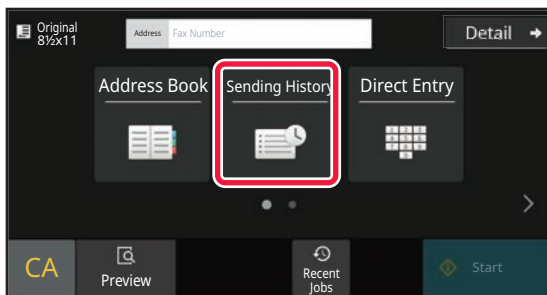 Original
8½x11
Address Fax Number
Detail
Address Book
Sending History
Direct Entry
CA
Preview
Recent
Jobs
Start